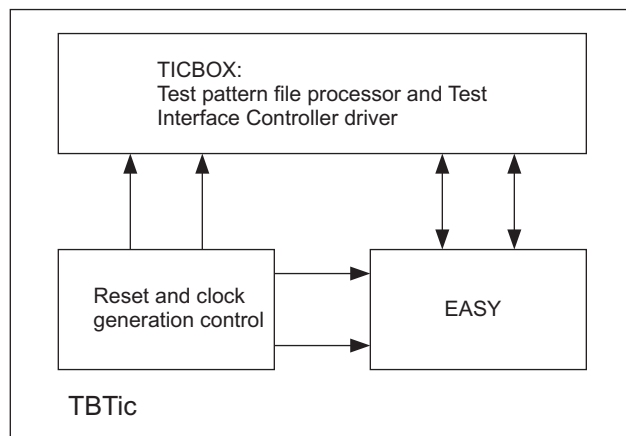 TICBOX:
Test pattern file processor and Test
Interface Controller driver
Reset and clock
generation control
EASY
TBTic